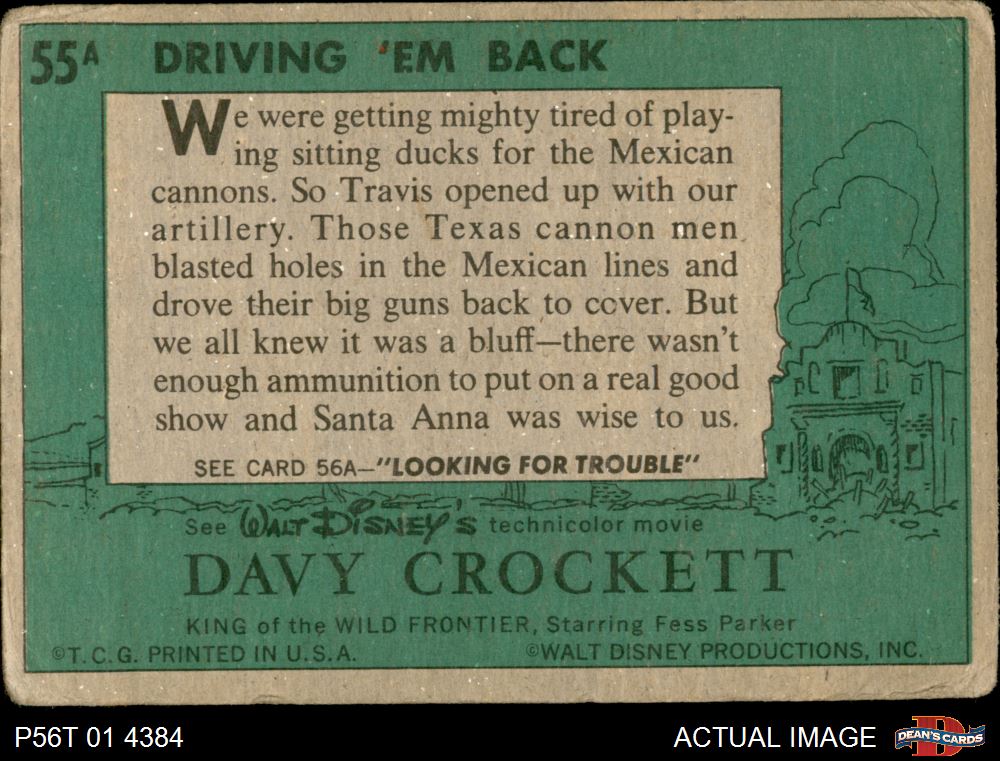 55A DRIVING 'EM BACK
We were getting mighty tired of play-
ing sitting ducks for the Mexican
cannons. So Travis opened up with our
artillery. Those Texas cannon men
blasted holes in the Mexican lines and
drove their big guns back to cover. But
we all knew it was a bluff—there wasn't
enough ammunition to put on a real good
show and Santa Anna was wise to us.
SEE CARD 56A—"LOOKING FOR TROUBLE"
See WALT DISNEY'S technicolor movie
DAVY CROCKETT
KING of the WILD FRONTIER, Starring Fess Parker
©T.C.G. PRINTED IN U.S.A. ©WALT DISNEY PRODUCTIONS, INC.
P56T 01 4384 ACTUAL IMAGE D DEAN'S CARDS